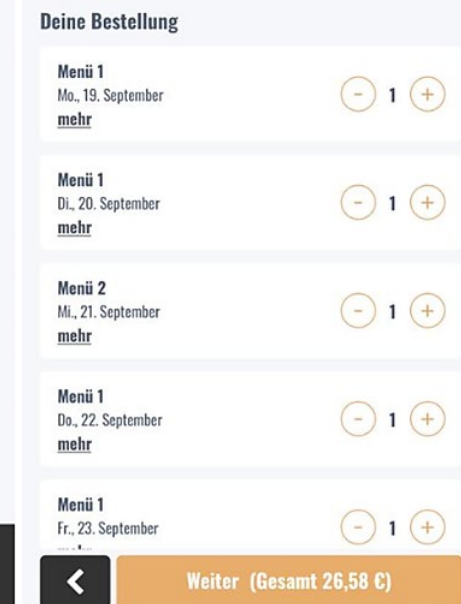 Deine Bestellung
Menü 1
Mo., 19. September
mehr
- 1 +
Menü 1
Di., 20. September
mehr
- 1 +
Menü 2
Mi., 21. September
mehr
- 1 +
Menü 1
Do., 22. September
mehr
- 1 +
Menü 1
Fr., 23. September
- 1 +
Weiter (Gesamt 26,58 €)